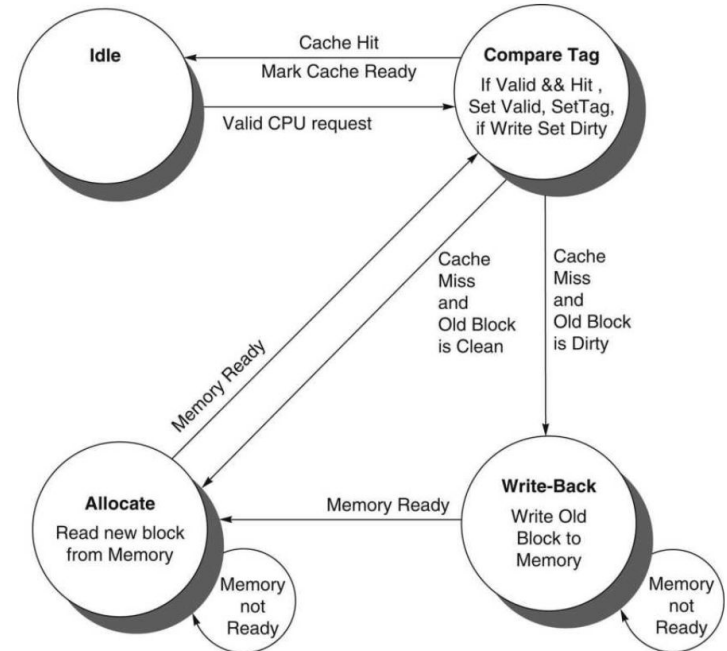 Idle
Cache Hit
Mark Cache Ready
Valid CPU request
Compare Tag
If Valid && Hit ,
Set Valid, SetTag,
if Write Set Dirty
Cache
Miss
and
Old Block
is Clean
Cache
Miss
and
Old Block
is Dirty
Memory Ready
Allocate
Read new block
from Memory
Memory
not
Ready
Memory Ready
Write-Back
Write Old
Block to
Memory
Memory
not
Ready